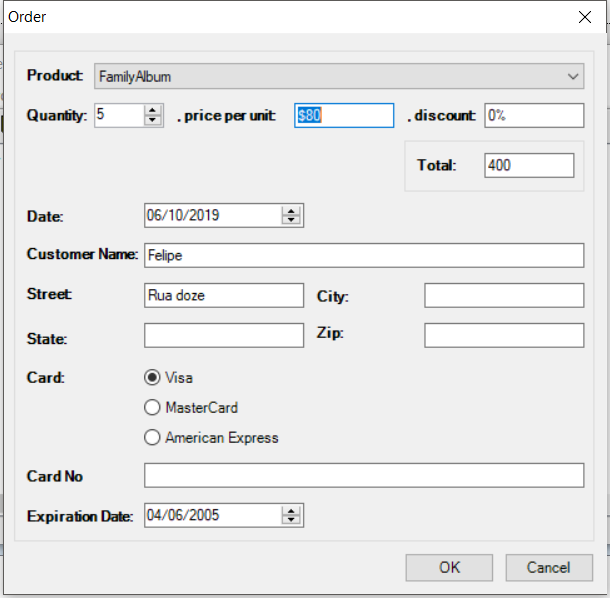 Order
Product: FamilyAlbum
Quantity: 5 , price per unit: $80 , discount: 0%
Total: 400
Date: 06/10/2019
Customer Name: Felipe
Street: Rua doze City:
State: Zip:
Card: Visa
MasterCard
American Express
Card No
Expiration Date: 04/06/2005
OK Cancel